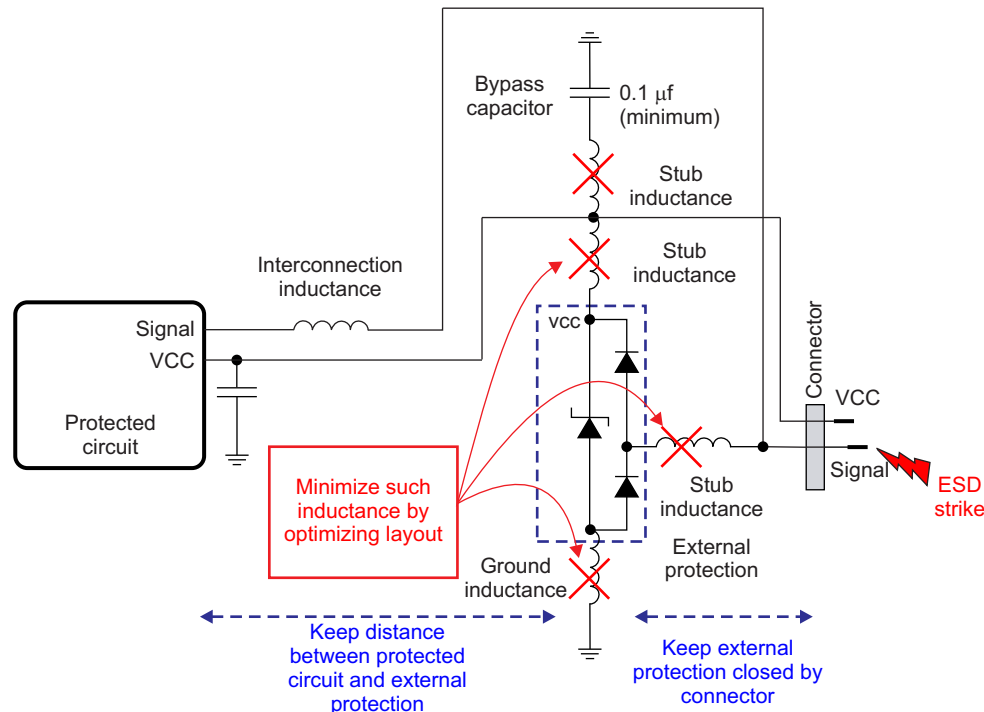 Bypass
capacitor
0.1 μf
(minimum)
Stub
inductance
Stub
inductance
Interconnection
inductance
Signal
VCC
Protected
circuit
vcc
Connector
VCC
Signal
ESD
strike
Stub
inductance
Minimize such
inductance by
optimizing layout
External
protection
Ground
inductance
Keep distance
between protected
circuit and external
protection
Keep external
protection closed by
connector